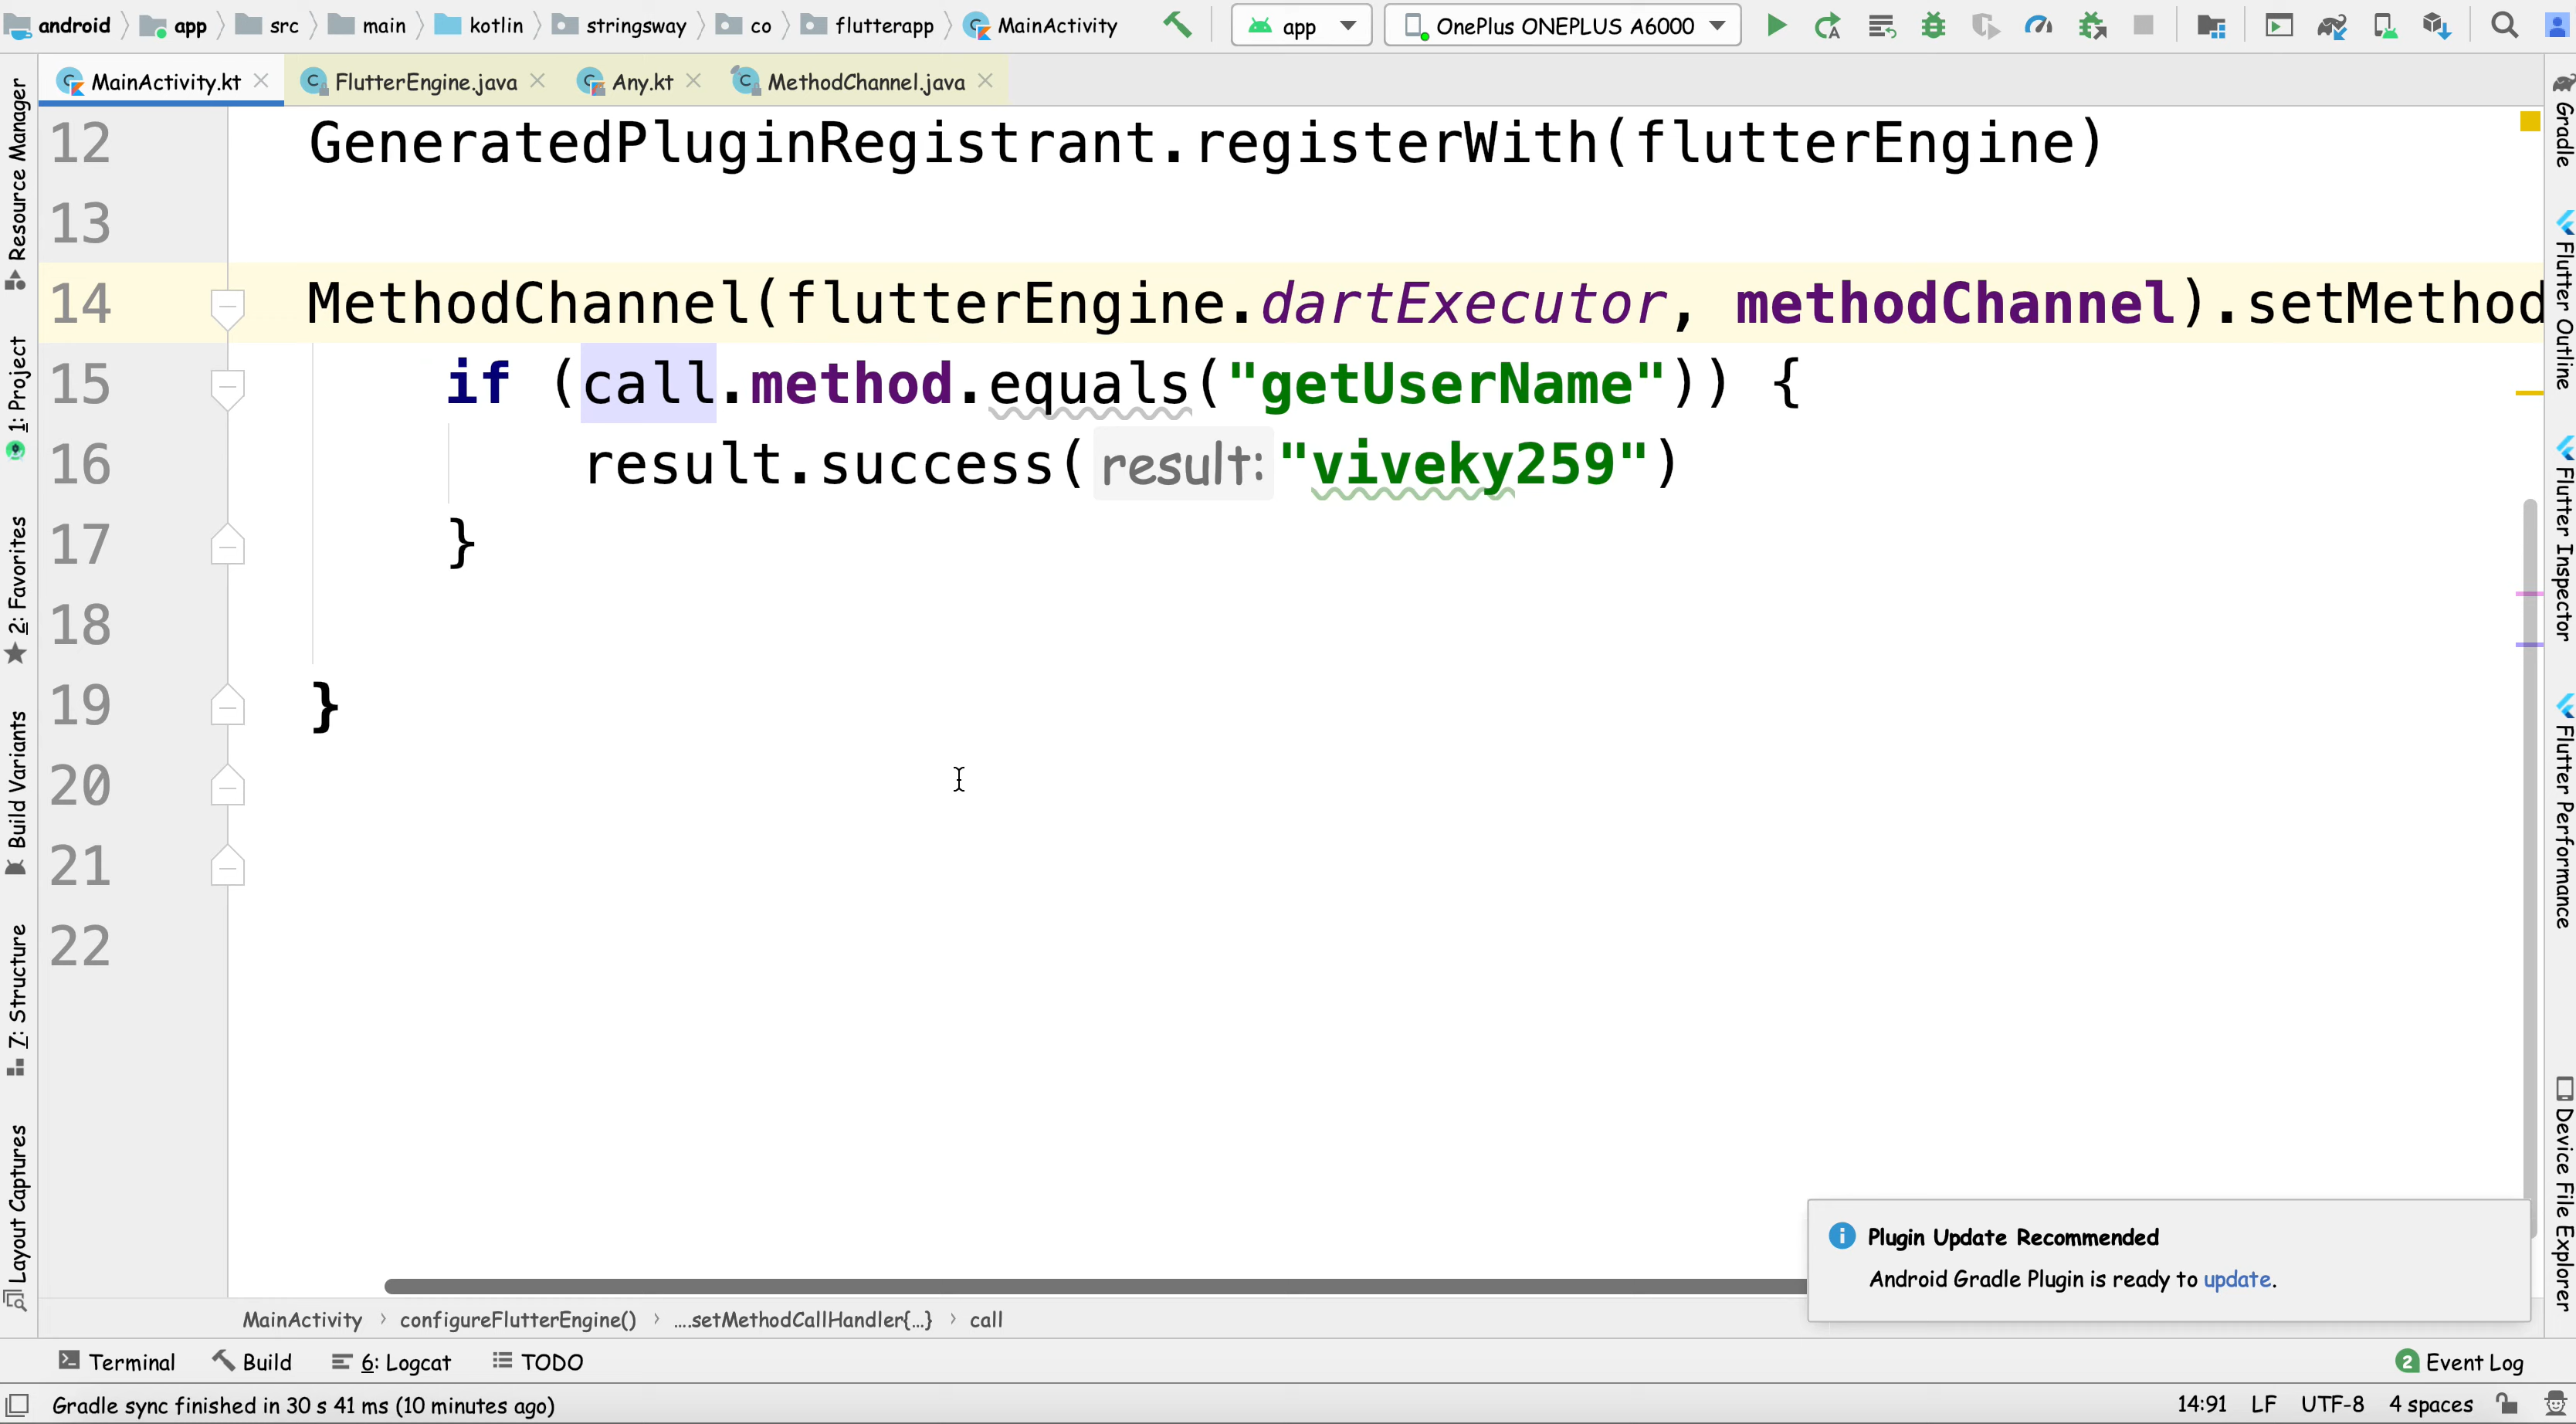 android app src main kotlin stringsway co flutterapp MainActivity app OnePlus ONEPLUS A6000
MainActivity.kt FlutterEngine.java Any.kt MethodChannel.java
12 GeneratedPluginRegistrant.registerWith(flutterEngine)
13
14 MethodChannel(flutterEngine.dartExecutor, methodChannel).setMethod
15 if (call.method.equals("getUserName")) {
16 result.success( result: "viveky259")
17 }
18
19 }
20
21
22
Resource Manager
1: Project
2: Favorites
Build Variants
7: Structure
Layout Captures
Gradle
Flutter Outline
Flutter Inspector
Flutter Performance
Device File Explorer
Plugin Update Recommended
Android Gradle Plugin is ready to update.
MainActivity › configureFlutterEngine() › ....setMethodCallHandler{...} › call
Terminal Build 6: Logcat TODO 2 Event Log
Gradle sync finished in 30 s 41 ms (10 minutes ago) 14:91 LF UTF-8 4 spaces